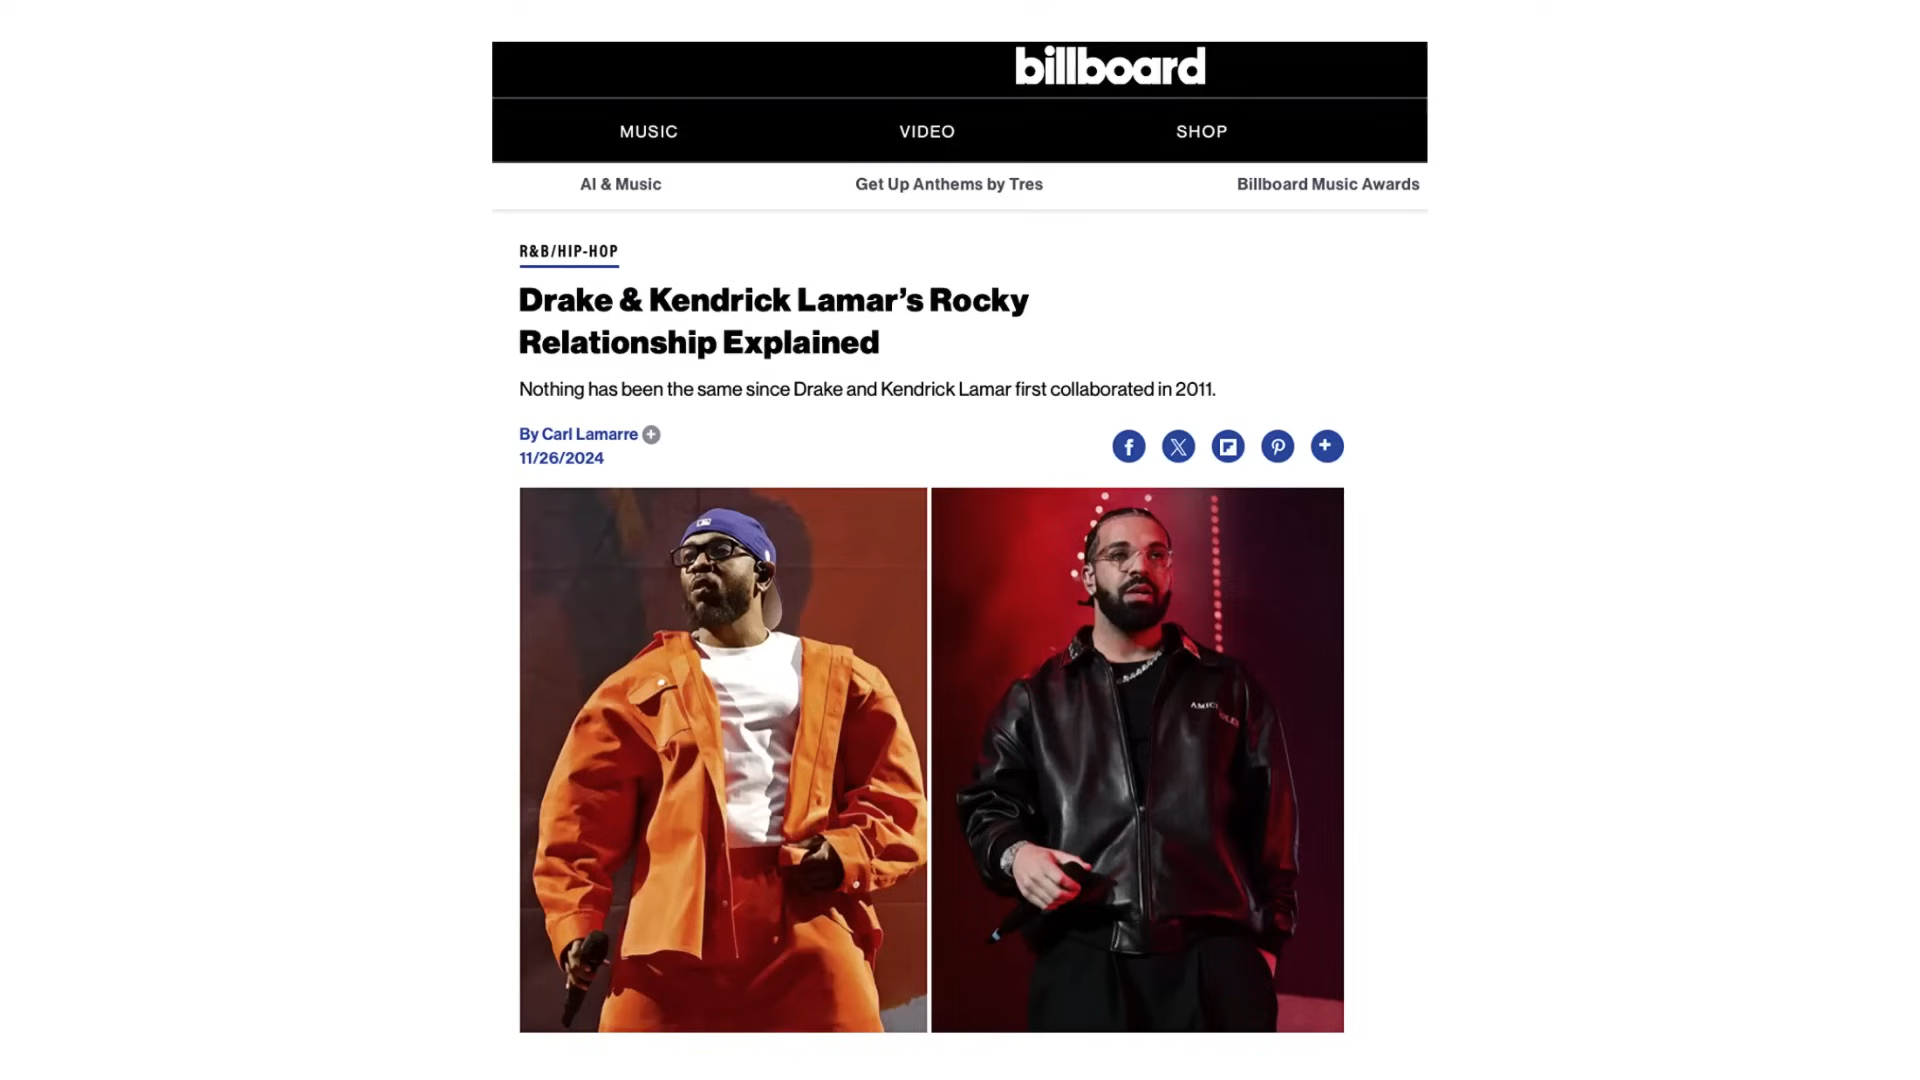 billboard
MUSIC VIDEO SHOP
AI & Music Get Up Anthems by Tres Billboard Music Awards
R&B/HIP-HOP
Drake & Kendrick Lamar’s Rocky
Relationship Explained
Nothing has been the same since Drake and Kendrick Lamar first collaborated in 2011.
By Carl Lamarre
11/26/2024
AMICI